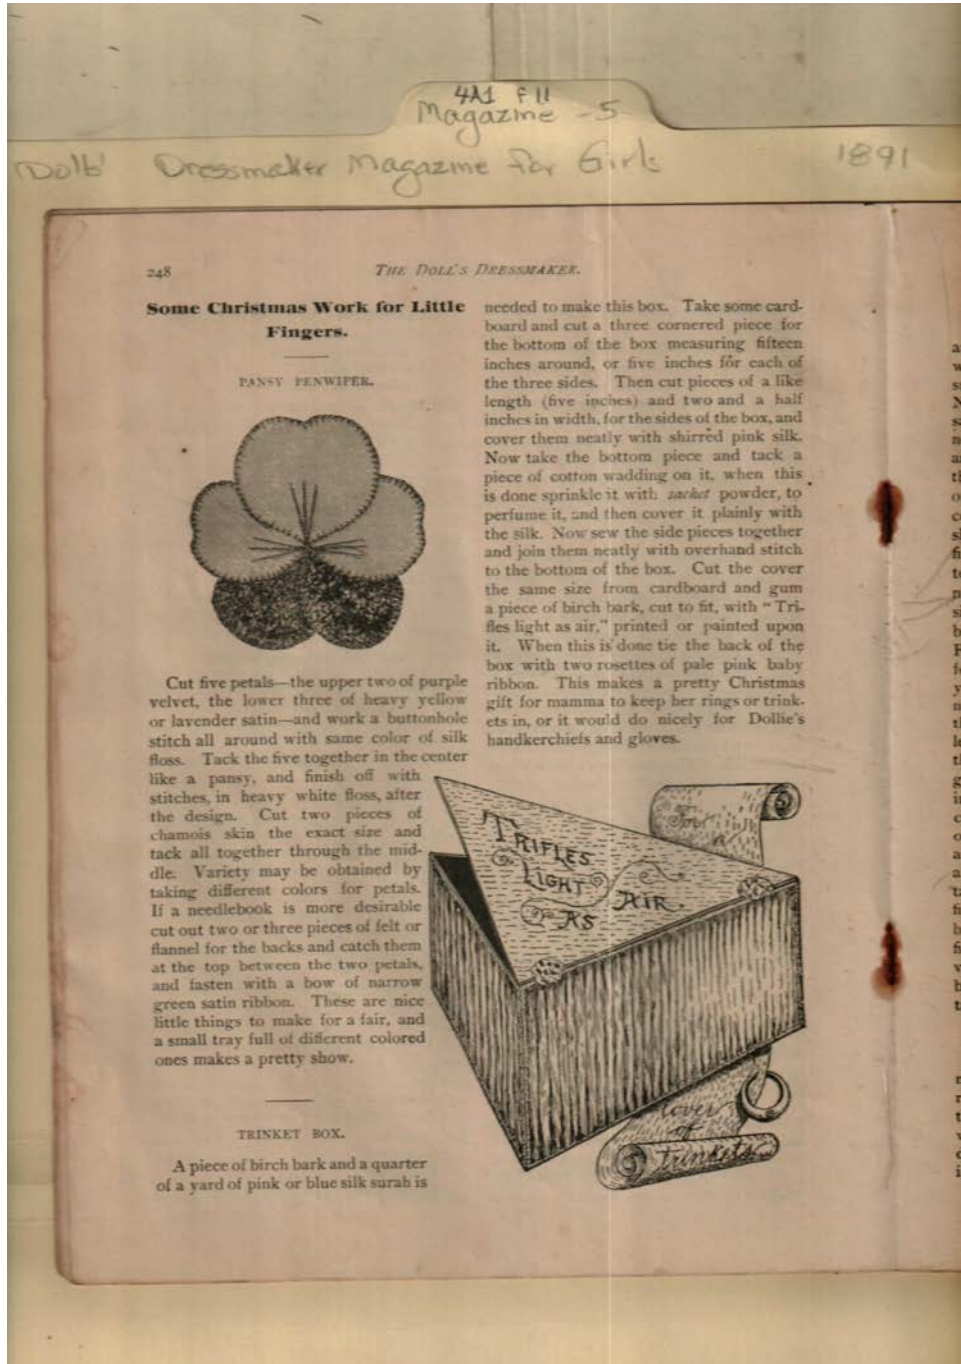 4A1 F11
Magazine -5-
Dolls' Dressmaker Magazine for Girls 1891
248 THE DOLL'S DRESSMAKER.
Some Christmas Work for Little
Fingers.
PANSY PENWIPER.
Cut five petals—the upper two of purple
velvet, the lower three of heavy yellow
or lavender satin—and work a buttonhole
stitch all around with same color of silk
floss. Tack the five together in the center
like a pansy, and finish off with
stitches, in heavy white floss, after
the design. Cut two pieces of
chamois skin the exact size and
tack all together through the mid-
dle. Variety may be obtained by
taking different colors for petals.
If a needlebook is more desirable
cut out two or three pieces of felt or
flannel for the backs and catch them
at the top between the two petals,
and fasten with a bow of narrow
green satin ribbon. These are nice
little things to make for a fair, and
a small tray full of different colored
ones makes a pretty show.
TRINKET BOX.
A piece of birch bark and a quarter
of a yard of pink or blue silk surah is
needed to make this box. Take some card-
board and cut a three cornered piece for
the bottom of the box measuring fifteen
inches around, or five inches for each of
the three sides. Then cut pieces of a like
length (five inches) and two and a half
inches in width, for the sides of the box, and
cover them neatly with shirred pink silk.
Now take the bottom piece and tack a
piece of cotton wadding on it, when this
is done sprinkle it with sachet powder, to
perfume it, and then cover it plainly with
the silk. Now sew the side pieces together
and join them neatly with overhand stitch
to the bottom of the box. Cut the cover
the same size from cardboard and gum
a piece of birch bark, cut to fit, with "Tri-
fles light as air," printed or painted upon
it. When this is done tie the back of the
box with two rosettes of pale pink baby
ribbon. This makes a pretty Christmas
gift for mamma to keep her rings or trink-
ets in, or it would do nicely for Dollie's
handkerchiefs and gloves.
For
a
TRIFLES
LIGHT
AS AIR.
lover
of
trinkets